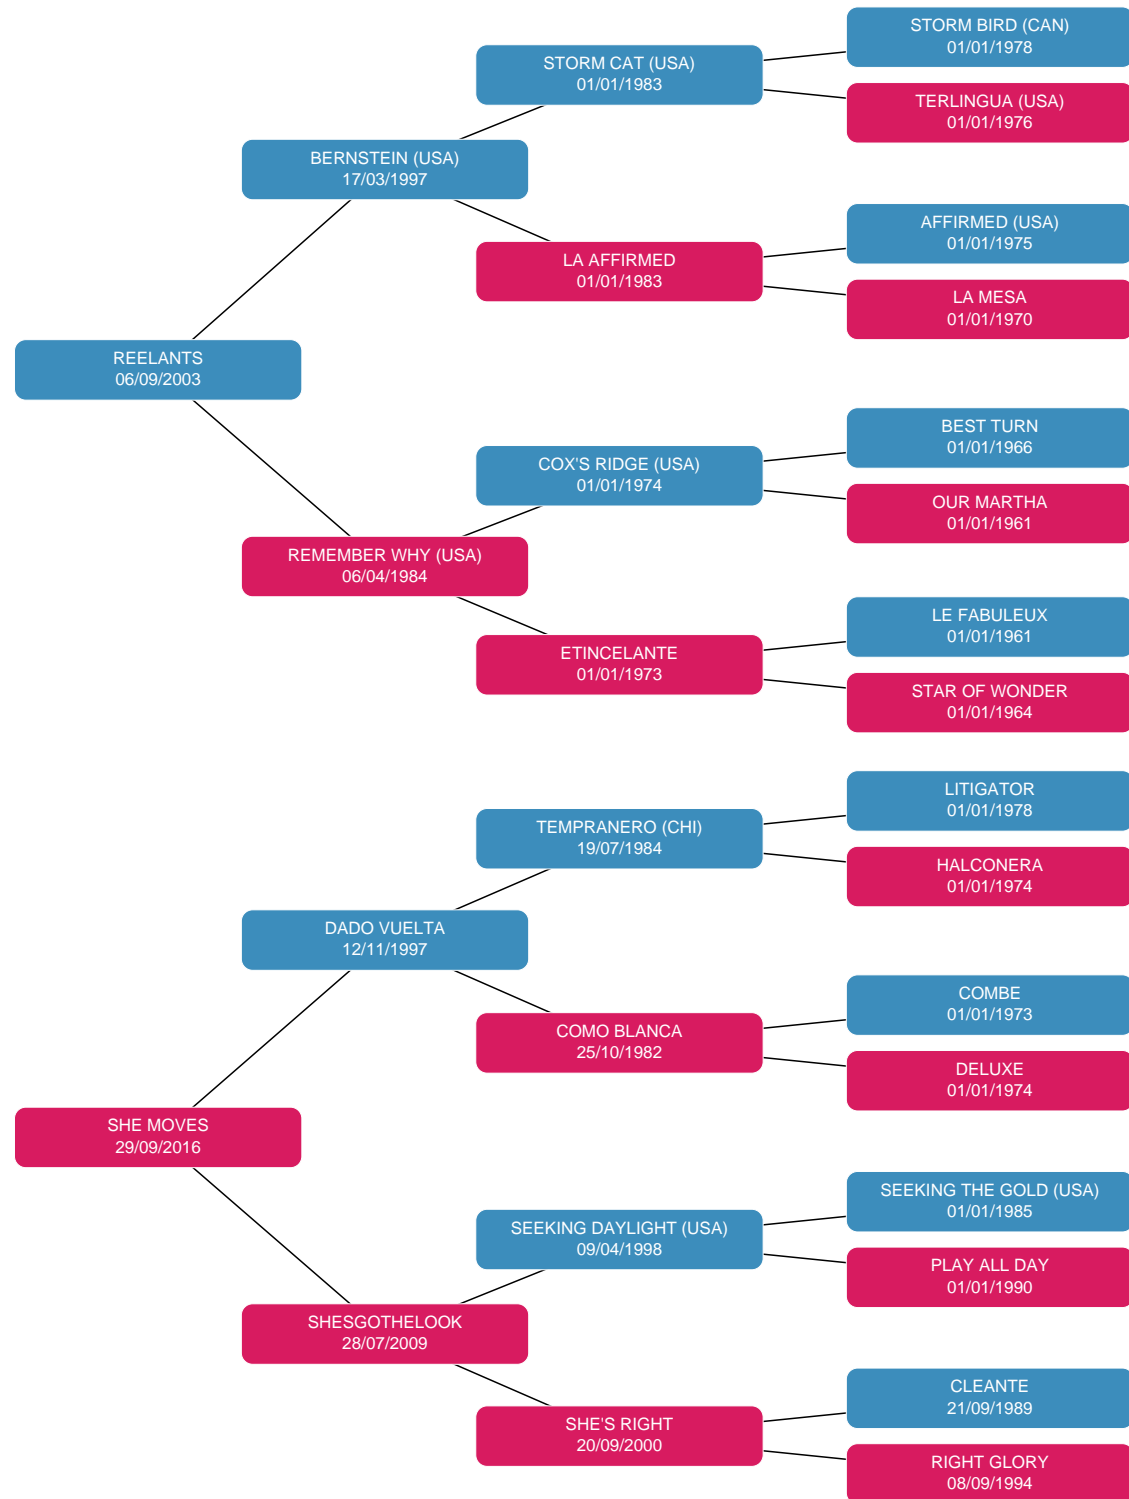 STORM BIRD (CAN)
01/01/1978
STORM CAT (USA)
01/01/1983
TERLINGUA (USA)
01/01/1976
BERNSTEIN (USA)
17/03/1997
AFFIRMED (USA)
01/01/1975
LA AFFIRMED
01/01/1983
LA MESA
01/01/1970
REELANTS
06/09/2003
BEST TURN
01/01/1966
COX'S RIDGE (USA)
01/01/1974
OUR MARTHA
01/01/1961
REMEMBER WHY (USA)
06/04/1984
LE FABULEUX
01/01/1961
ETINCELANTE
01/01/1973
STAR OF WONDER
01/01/1964
LITIGATOR
01/01/1978
TEMPRANERO (CHI)
19/07/1984
HALCONERA
01/01/1974
DADO VUELTA
12/11/1997
COMBE
01/01/1973
COMO BLANCA
25/10/1982
DELUXE
01/01/1974
SHE MOVES
29/09/2016
SEEKING THE GOLD (USA)
01/01/1985
SEEKING DAYLIGHT (USA)
09/04/1998
PLAY ALL DAY
01/01/1990
SHESGOTHELOOK
28/07/2009
CLEANTE
21/09/1989
SHE'S RIGHT
20/09/2000
RIGHT GLORY
08/09/1994